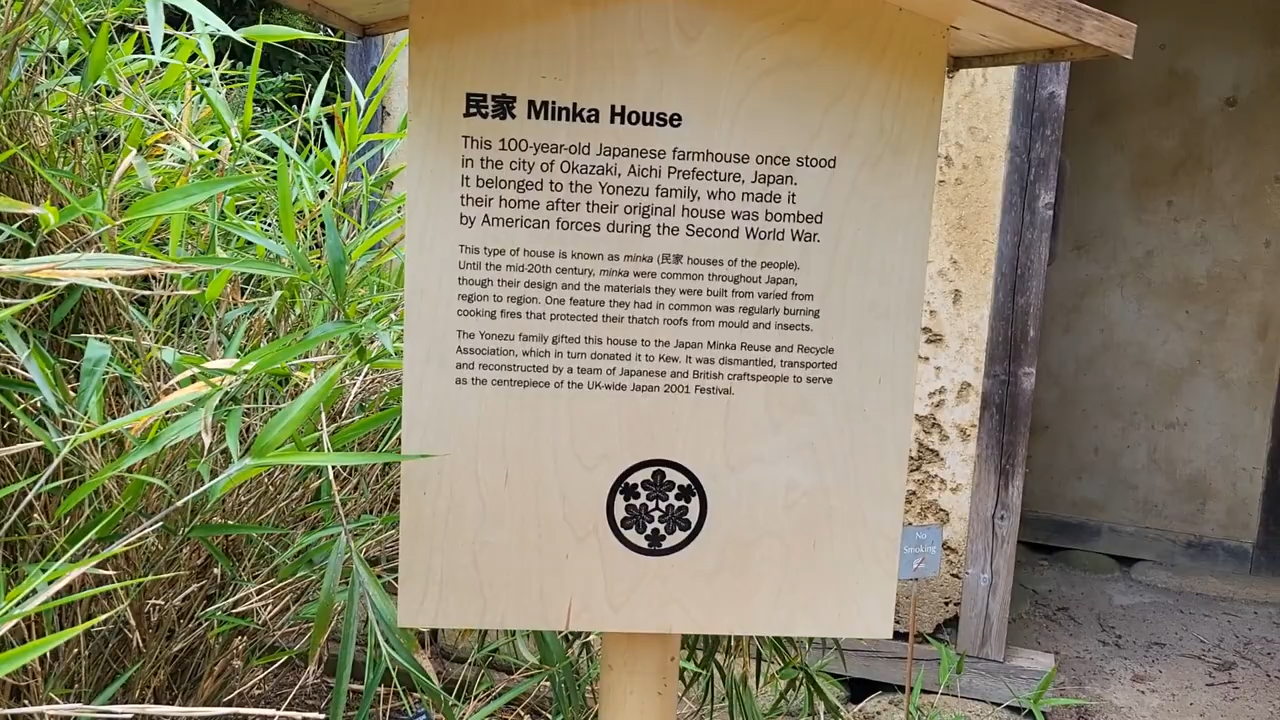 民家 Minka House
This 100-year-old Japanese farmhouse once stood
in the city of Okazaki, Aichi Prefecture, Japan.
It belonged to the Yonezu family, who made it
their home after their original house was bombed
by American forces during the Second World War.
This type of house is known as minka (民家 houses of the people).
Until the mid-20th century, minka were common throughout Japan,
though their design and the materials they were built from varied from
region to region. One feature they had in common was regularly burning
cooking fires that protected their thatch roofs from mould and insects.
The Yonezu family gifted this house to the Japan Minka Reuse and Recycle
Association, which in turn donated it to Kew. It was dismantled, transported
and reconstructed by a team of Japanese and British craftspeople to serve
as the centrepiece of the UK-wide Japan 2001 Festival.
No
Smoking